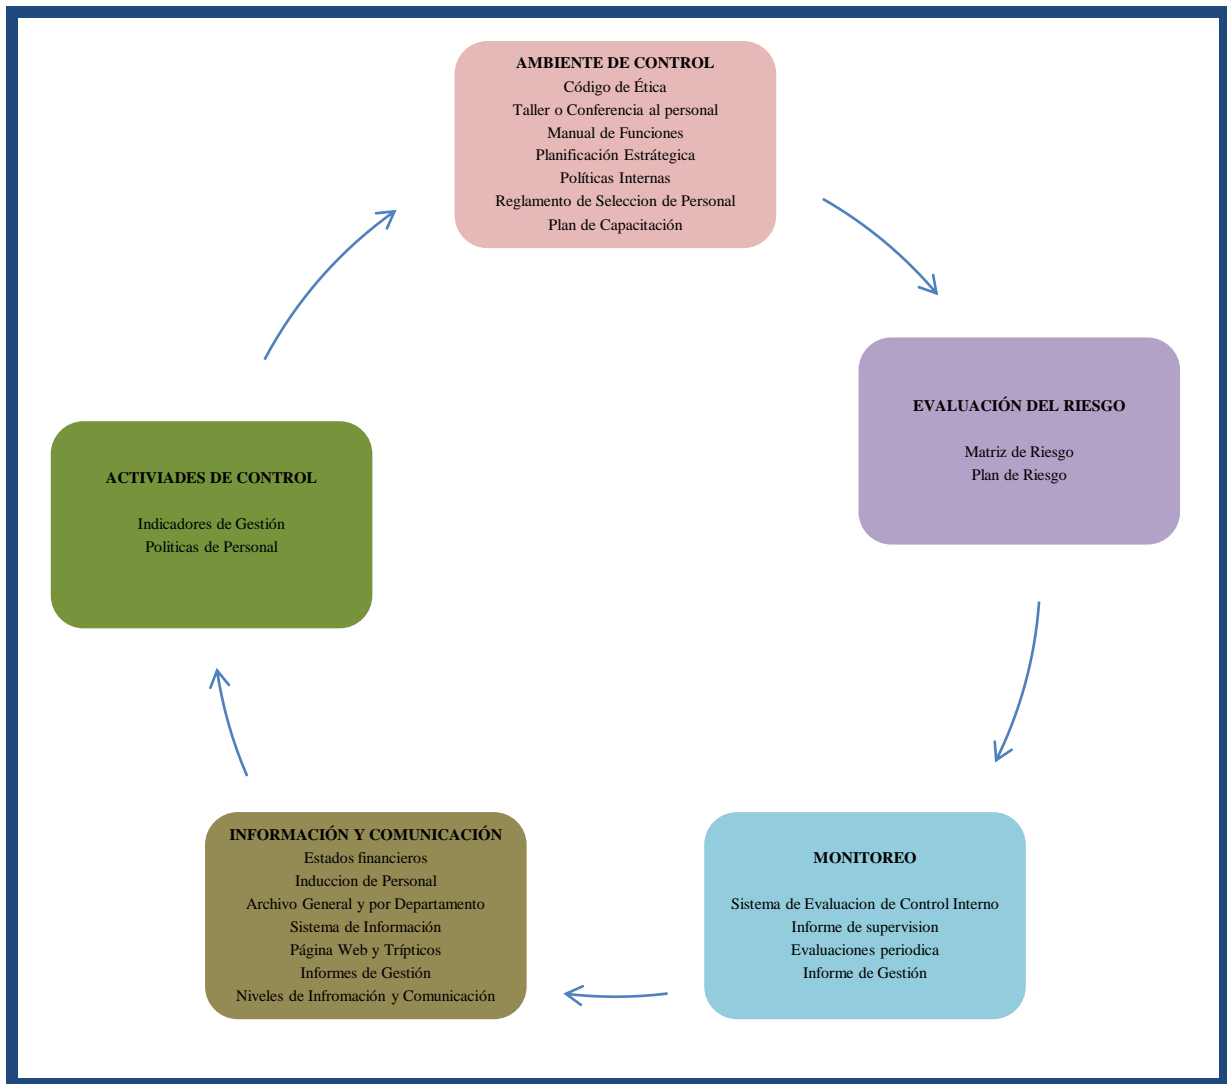 AMBIENTE DE CONTROL
Código de Ética
Taller o Conferencia al personal
Manual de Funciones
Planificación Estrátegica
Políticas Internas
Reglamento de Seleccion de Personal
Plan de Capacitación
EVALUACIÓN DEL RIESGO
Matriz de Riesgo
Plan de Riesgo
MONITOREO
Sistema de Evaluacion de Control Interno
Informe de supervision
Evaluaciones periodica
Informe de Gestión
INFORMACIÓN Y COMUNICACIÓN
Estados financieros
Induccion de Personal
Archivo General y por Departamento
Sistema de Información
Página Web y Trípticos
Informes de Gestión
Niveles de Infromación y Comunicación
ACTIVIADES DE CONTROL
Indicadores de Gestión
Politicas de Personal